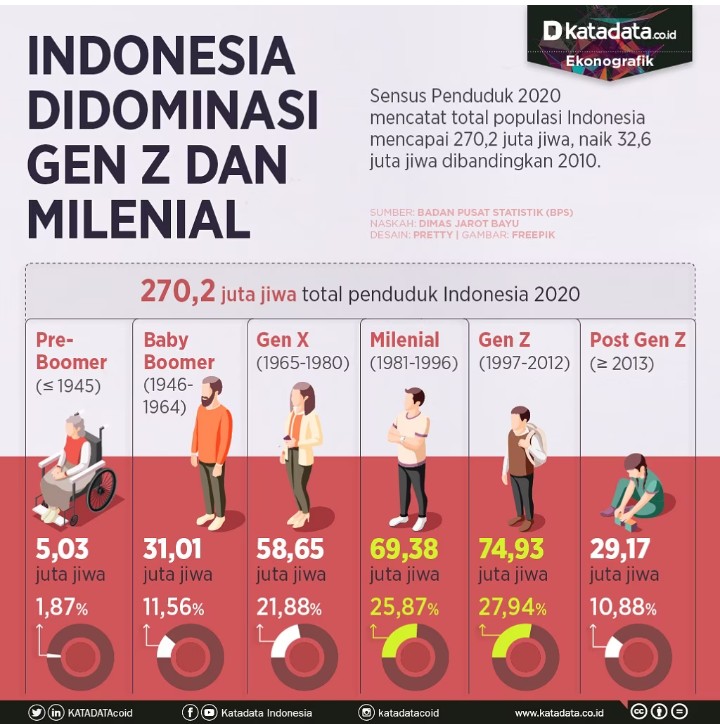 INDONESIA
DIDOMINASI
GEN Z DAN
MILENIAL
Dkatadata.co.id
Ekonografik
Sensus Penduduk 2020
mencatat total populasi Indonesia
mencapai 270,2 juta jiwa, naik 32,6
juta jiwa dibandingkan 2010.
SUMBER: BADAN PUSAT STATISTIK (BPS)
NASKAH: DIMAS JAROT BAYU
DESAIN: PRETTY | GAMBAR: FREEPIK
270,2 juta jiwa total penduduk Indonesia 2020
Pre-
Boomer
(≤ 1945)
5,03
juta jiwa
1,87%
Baby
Boomer
(1946-
1964)
31,01
juta jiwa
11,56%
Gen X
(1965-1980)
58,65
juta jiwa
21,88%
Milenial
(1981-1996)
69,38
juta jiwa
25,87%
Gen Z
(1997-2012)
74,93
juta jiwa
27,94%
Post Gen Z
(≥ 2013)
29,17
juta jiwa
10,88%
KATADATAcoid
Katadata Indonesia
katadatacoid
www.katadata.co.id